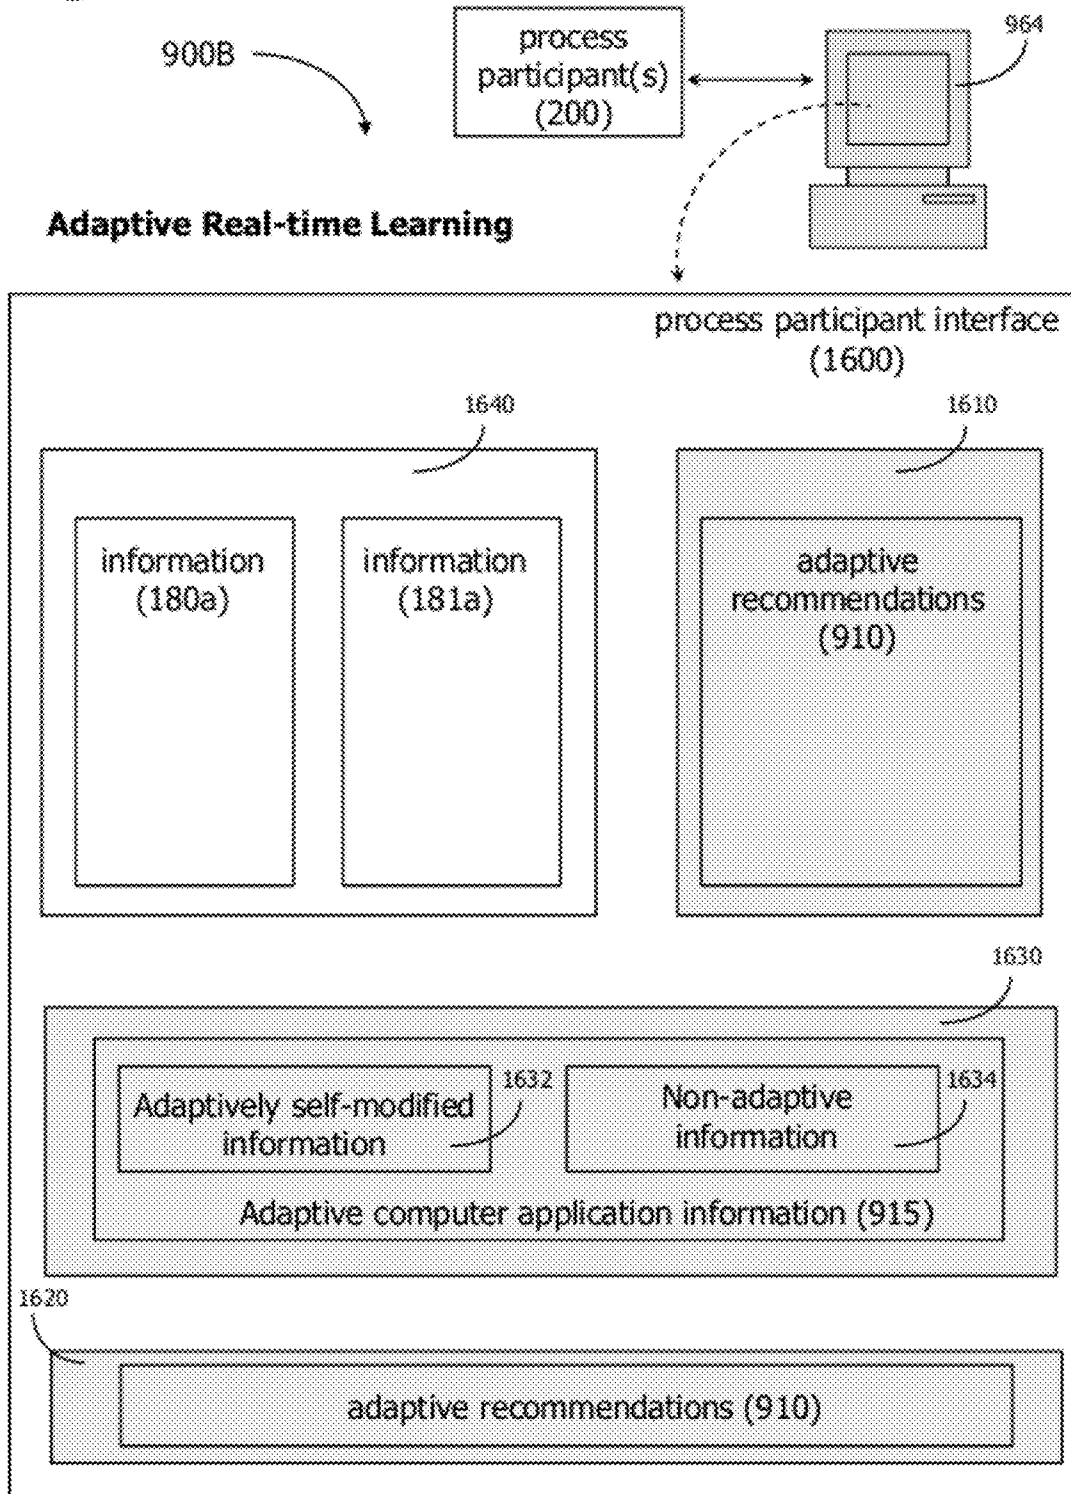 900B
process
participant(s)
(200)
964
Adaptive Real-time Learning
process participant interface
(1600)
1640
1610
information
(180a)
information
(181a)
adaptive
recommendations
(910)
1630
Adaptively self-modified
information
1632
Non-adaptive
information
1634
Adaptive computer application information (915)
1620
adaptive recommendations (910)